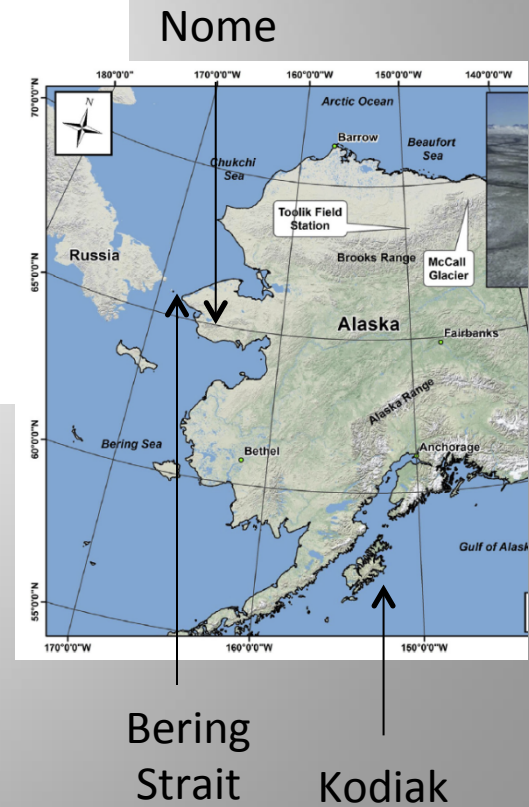 Nome
180°0'0" 170°0'0"W 160°0'0"W 150°0'0"W 140°0'0"W
70°0'0"N
N
Arctic Ocean
Barrow
Beaufort
Sea
Chukchi
Sea
Toolik Field
Station
Russia
Brooks Range
McCall
Glacier
65°0'0"N
Alaska
Fairbanks
Alaska Range
60°0'0"N
Bering Sea
Bethel
Anchorage
Gulf of Alask
55°0'0"N
170°0'0"W 160°0'0"W 150°0'0"W
Bering
Strait
Kodiak